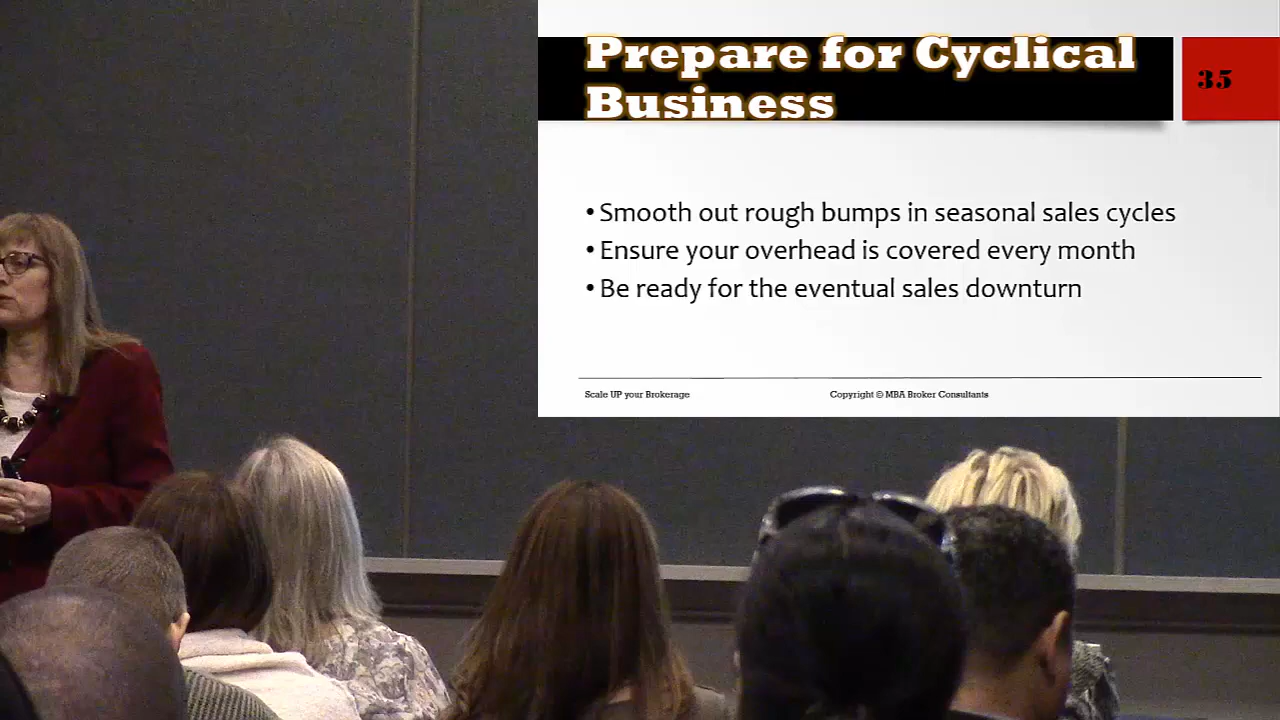 Prepare for Cyclical
Business
35
• Smooth out rough bumps in seasonal sales cycles
• Ensure your overhead is covered every month
• Be ready for the eventual sales downturn
Scale UP your Brokerage
Copyright © MBA Broker Consultants